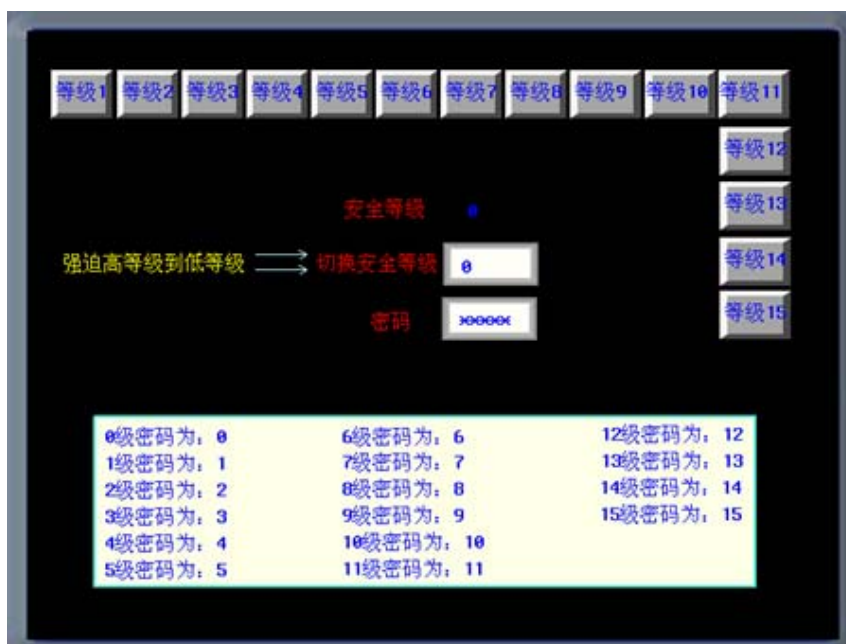 等级1 等级2 等级3 等级4 等级5 等级6 等级7 等级8 等级9 等级10 等级11
等级12
安全等级 0 等级13
强迫高等级到低等级 切换安全等级 0 等级14
密码 ****** 等级15
0级密码为：0 6级密码为：6 12级密码为：12
1级密码为：1 7级密码为：7 13级密码为：13
2级密码为：2 8级密码为：8 14级密码为：14
3级密码为：3 9级密码为：9 15级密码为：15
4级密码为：4 10级密码为：10
5级密码为：5 11级密码为：11